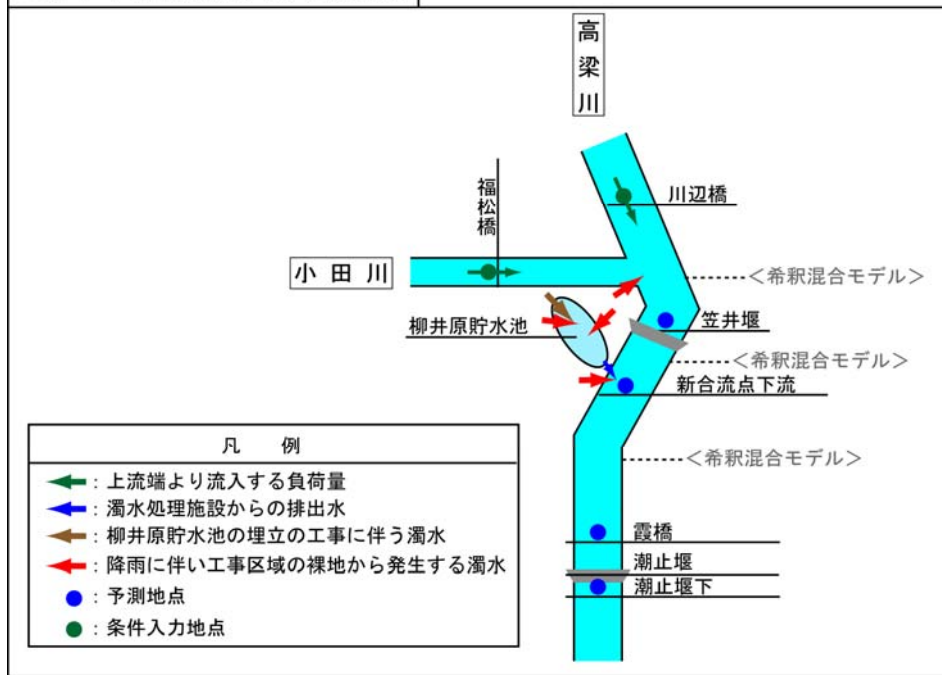 高梁川
川辺橋
福松橋
小田川
＜希釈混合モデル＞
笠井堰
柳井原貯水池
＜希釈混合モデル＞
新合流点下流
凡 例
：上流端より流入する負荷量
：濁水処理施設からの排出水
：柳井原貯水池の埋立の工事に伴う濁水
：降雨に伴い工事区域の裸地から発生する濁水
：予測地点
：条件入力地点
＜希釈混合モデル＞
霞橋
潮止堰
潮止堰下